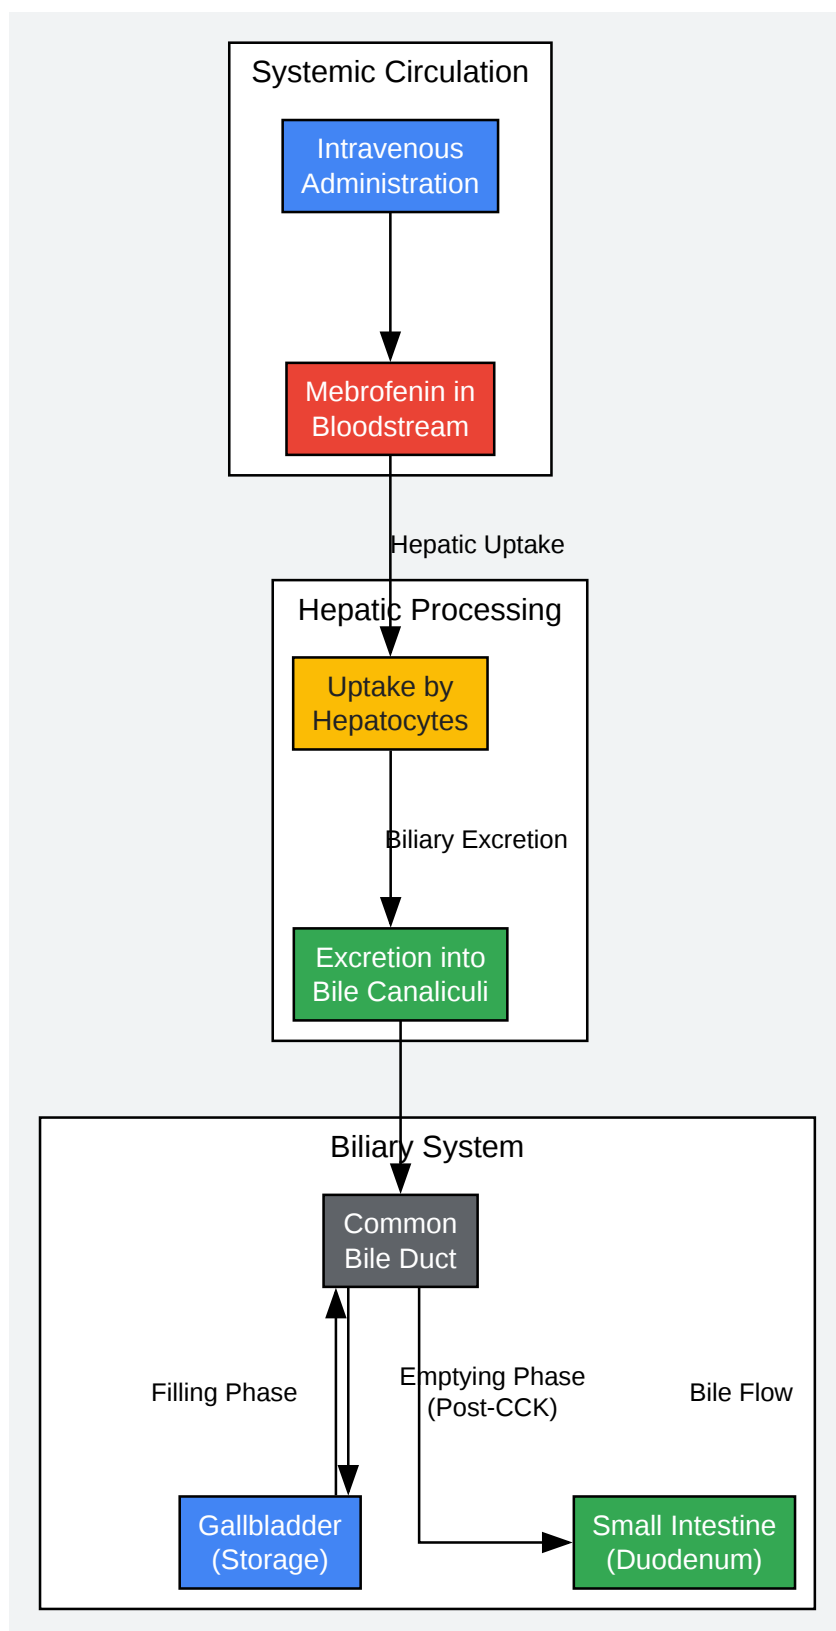 Systemic Circulation
Intravenous
Administration
Mebrofenin in
Bloodstream
Hepatic Uptake
Hepatic Processing
Uptake by
Hepatocytes
Biliary Excretion
Excretion into
Bile Canaliculi
Biliary System
Common
Bile Duct
Filling Phase
Emptying Phase
(Post-CCK)
Bile Flow
Gallbladder
(Storage)
Small Intestine
(Duodenum)